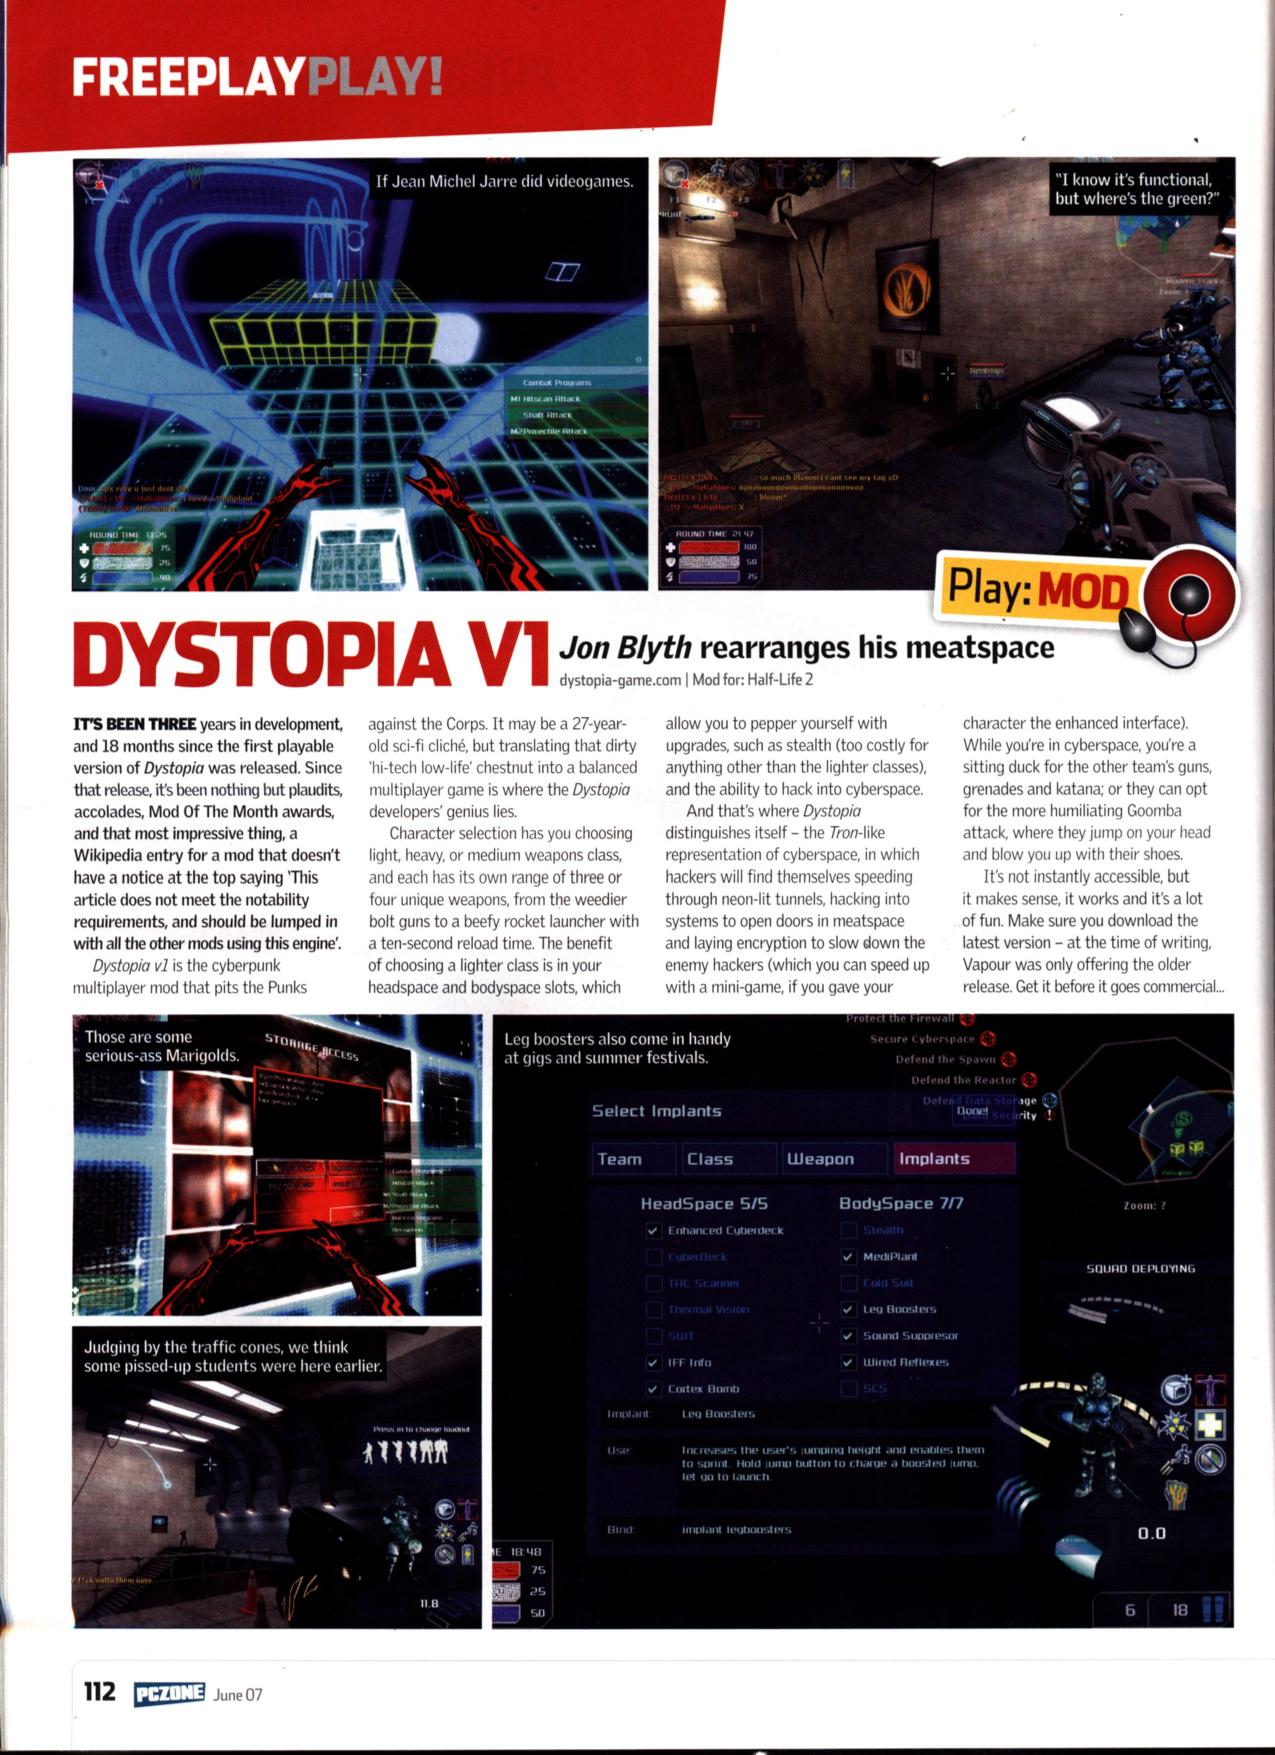 FREEPLAYPLAY!
If Jean Michel Jarre did videogames.
Combat Programs
M1 Hitscan Attack
Shaft Attack
M2 Projectile Attack
ROUND TIME 13:25
75
25
40
"I know it's functional,
but where's the green?"
Zoom: ?
: so much bloom i cant see my tag xD
: bloom"
ROUND TIME 21:47
100
50
75
Play: MOD
DYSTOPIA V1
Jon Blyth rearranges his meatspace
dystopia-game.com | Mod for: Half-Life 2
IT'S BEEN THREE years in development,
and 18 months since the first playable
version of Dystopia was released. Since
that release, it's been nothing but plaudits,
accolades, Mod Of The Month awards,
and that most impressive thing, a
Wikipedia entry for a mod that doesn't
have a notice at the top saying 'This
article does not meet the notability
requirements, and should be lumped in
with all the other mods using this engine'.
Dystopia v1 is the cyberpunk
multiplayer mod that pits the Punks
against the Corps. It may be a 27-year-
old sci-fi cliché, but translating that dirty
'hi-tech low-life' chestnut into a balanced
multiplayer game is where the Dystopia
developers' genius lies.
Character selection has you choosing
light, heavy, or medium weapons class,
and each has its own range of three or
four unique weapons, from the weedier
bolt guns to a beefy rocket launcher with
a ten-second reload time. The benefit
of choosing a lighter class is in your
headspace and bodyspace slots, which
allow you to pepper yourself with
upgrades, such as stealth (too costly for
anything other than the lighter classes),
and the ability to hack into cyberspace.
And that's where Dystopia
distinguishes itself – the Tron-like
representation of cyberspace, in which
hackers will find themselves speeding
through neon-lit tunnels, hacking into
systems to open doors in meatspace
and laying encryption to slow down the
enemy hackers (which you can speed up
with a mini-game, if you gave your
character the enhanced interface).
While you're in cyberspace, you're a
sitting duck for the other team's guns,
grenades and katana; or they can opt
for the more humiliating Goomba
attack, where they jump on your head
and blow you up with their shoes.
It's not instantly accessible, but
it makes sense, it works and it's a lot
of fun. Make sure you download the
latest version – at the time of writing,
Vapour was only offering the older
release. Get it before it goes commercial...
Those are some
serious-ass Marigolds.
STORAGE ACCESS
Leg boosters also come in handy
at gigs and summer festivals.
Protect the Firewall
Secure Cyberspace
Defend the Spawn
Defend the Reactor
Defend Data Storage
Done!
Select Implants
Team
Class
Weapon
Implants
HeadSpace 5/5
Enhanced Cyberdeck
CyberDeck
TAC Scanner
Thermal Vision
SWT
IFF Info
Cortex Bomb
BodySpace 7/7
Stealth
MediPlant
Cold Suit
Leg Boosters
Sound Suppresor
Wired Reflexes
SCS
Implant:
Leg Boosters
Use:
Increases the user's jumping height and enables them
to sprint. Hold jump button to charge a boosted jump,
let go to launch.
Bind:
implant legboosters
Zoom: ?
SQUAD DEPLOYING
0.0
6
18
18:48
75
25
50
Judging by the traffic cones, we think
some pissed-up students were here earlier.
Press m to change loadout
11.8
112 PCZONE June 07